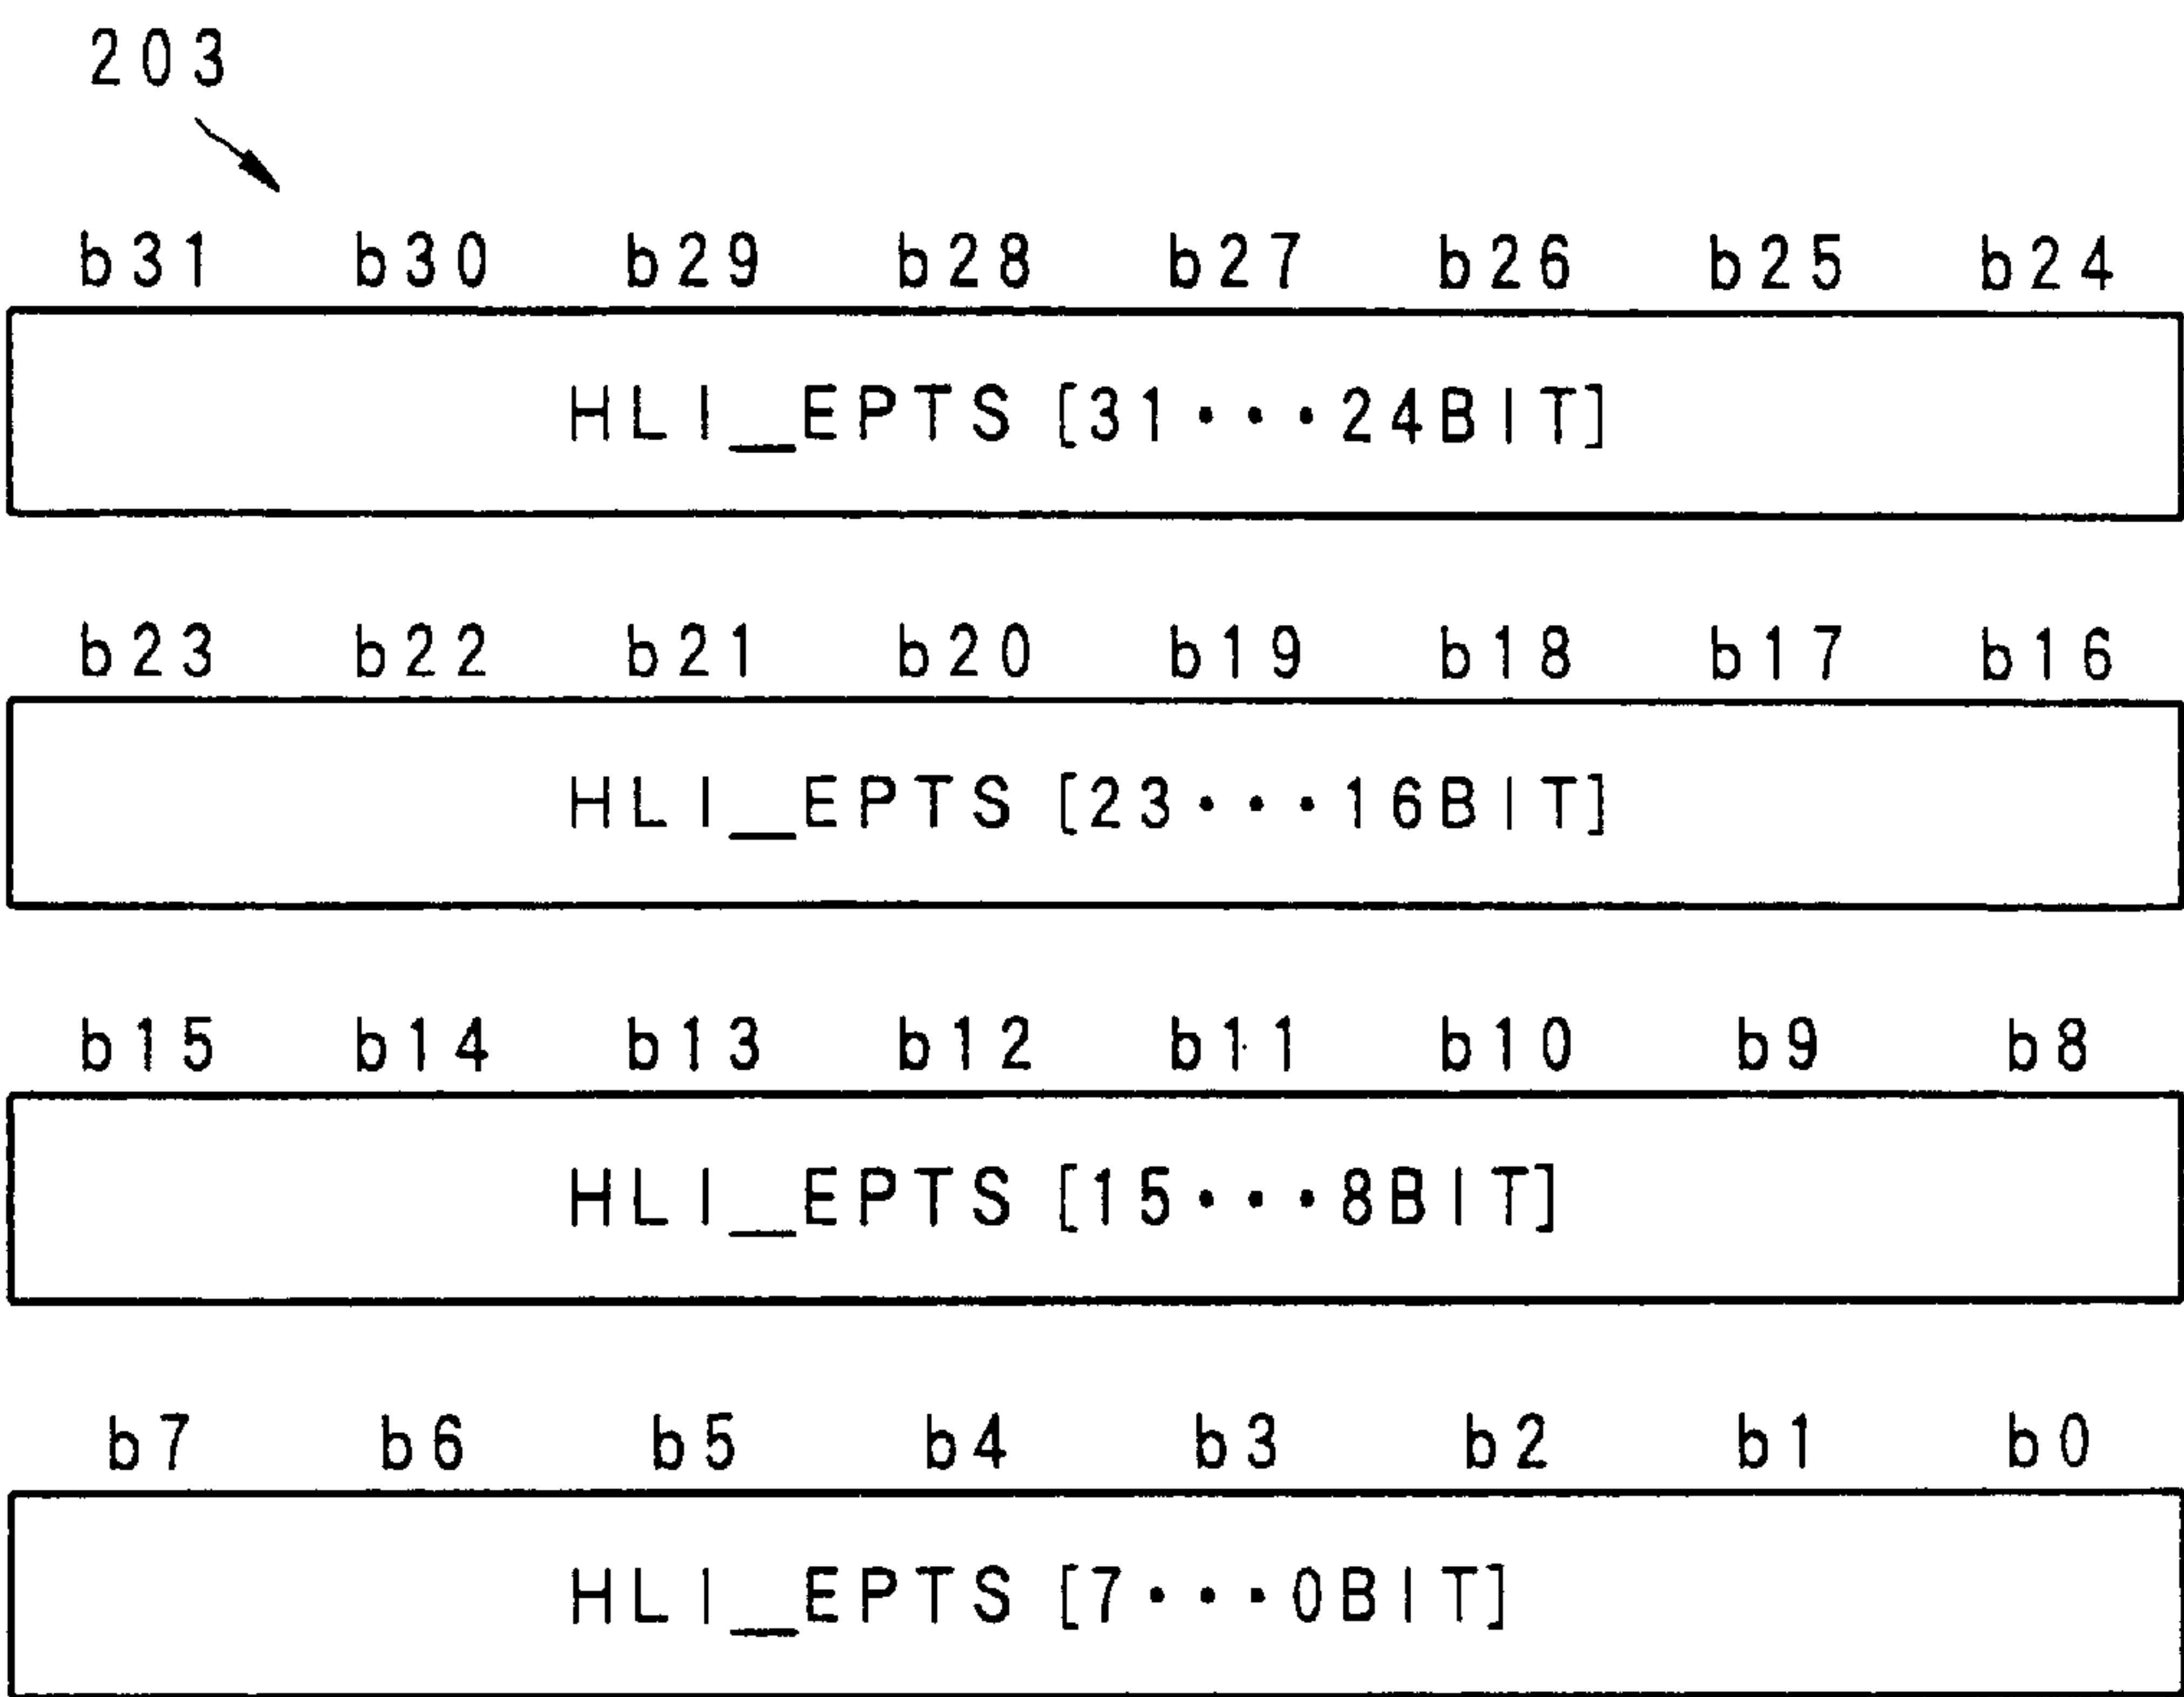 203
b31 b30 b29 b28 b27 b26 b25 b24
HLI_EPTS [31・・・24BIT]
b23 b22 b21 b20 b19 b18 b17 b16
HLI_EPTS [23・・・16BIT]
b15 b14 b13 b12 b11 b10 b9 b8
HLI_EPTS [15・・・8BIT]
b7 b6 b5 b4 b3 b2 b1 b0
HLI_EPTS [7・・・0BIT]